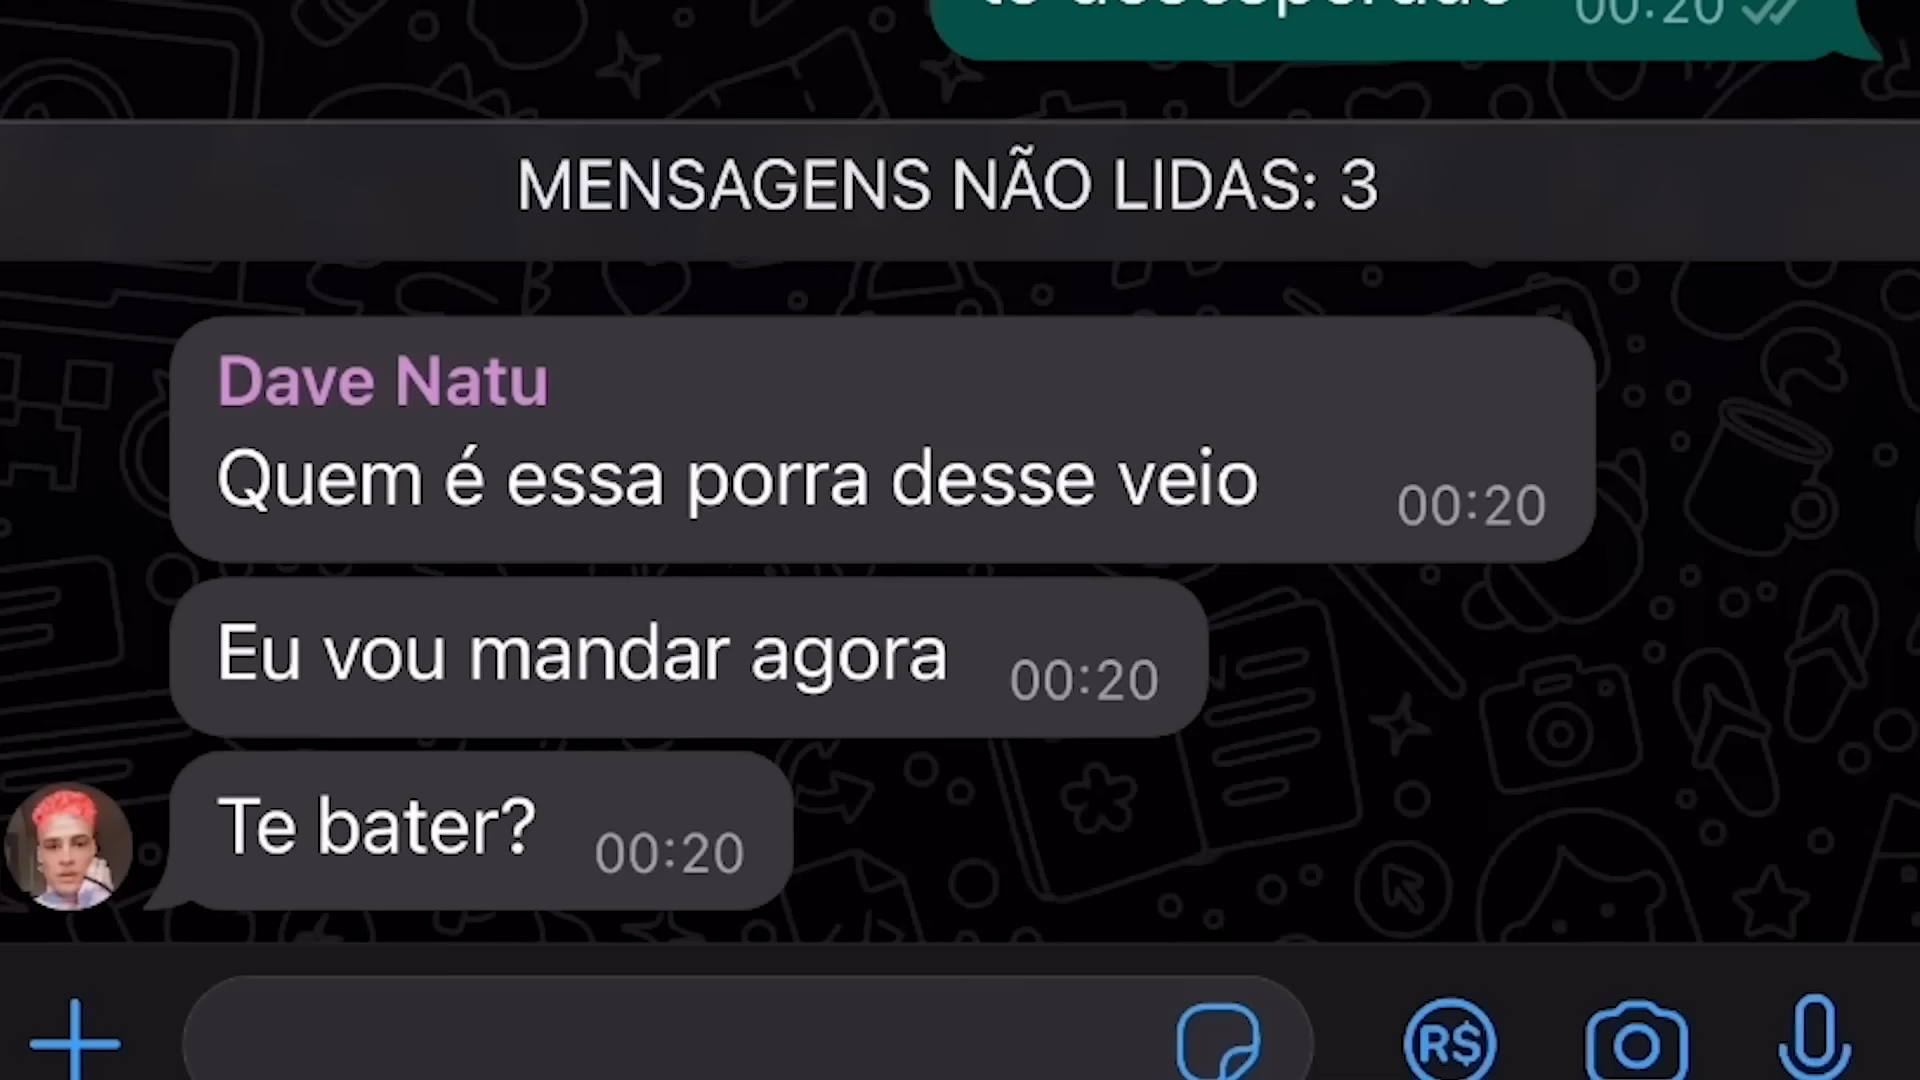 00:20
MENSAGENS NÃO LIDAS: 3
Dave Natu
Quem é essa porra desse veio
00:20
Eu vou mandar agora
00:20
Te bater?
00:20
R$